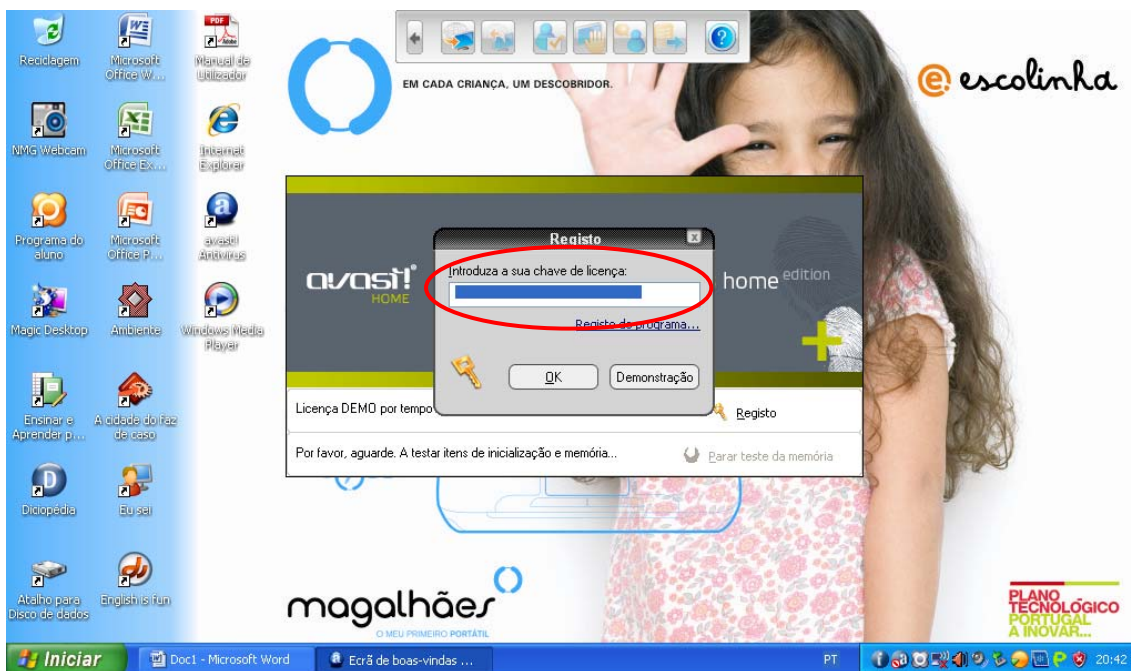 Reciclagem
Microsoft
Office W...
Manual de
Utilizador
EM CADA CRIANÇA, UM DESCOBRIDOR.
e. escolinha
NMG Webcam
Microsoft
Office Ex...
Internet
Explorer
Programa do
aluno
Microsoft
Office P...
avast!
Antivirus
Registo
Introduza a sua chave de licença:
Registo do programa...
OK
Demonstração
avast!
HOME
home edition
Magic Desktop
Ambiente
Windows Media
Player
Licença DEMO por tempo
Registo
Por favor, aguarde. A testar itens de inicialização e memória...
Parar teste da memória
Ensinar e
Aprender p...
A cidade do faz
de caso
Diciopédia
Eu sei
Atalho para
Disco de dados
English is fun
magalhães
O MEU PRIMEIRO PORTÁTIL
PLANO
TECNOLÓGICO
PORTUGAL
A INOVAR...
Iniciar
Doc1 - Microsoft Word
Ecrã de boas-vindas ...
PT
20:42